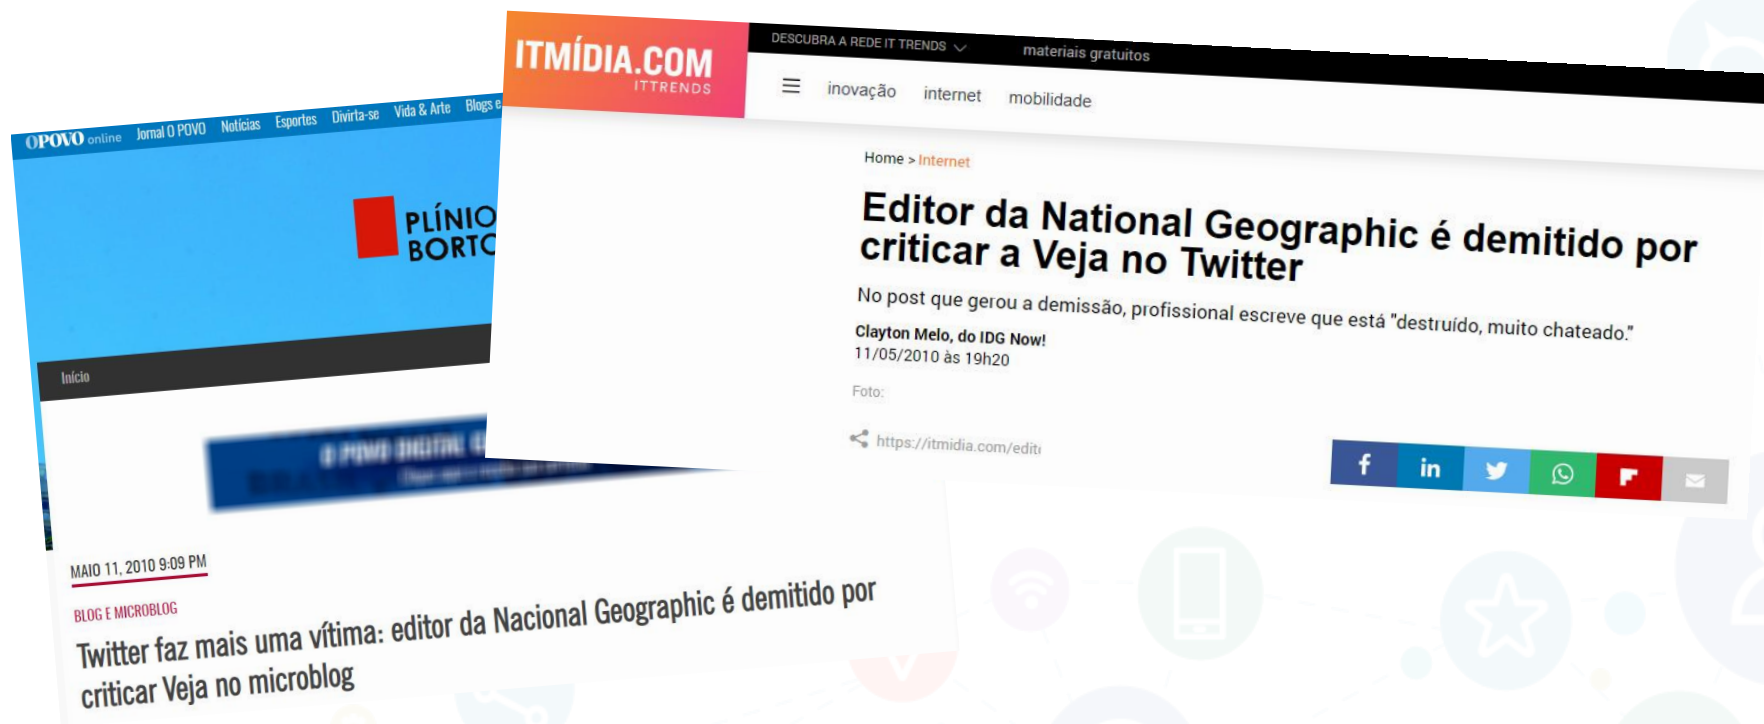 ITMÍDIA.COM
ITTRENDS
DESCUBRA A REDE IT TRENDS
materiais gratuitos
inovação internet mobilidade
Home > Internet
Editor da National Geographic é demitido por
criticar a Veja no Twitter
No post que gerou a demissão, profissional escreve que está "destruído, muito chateado."
Clayton Melo, do IDG Now!
11/05/2010 às 19h20
Foto:
https://itmidia.com/edit
f in
OPOVO online Jornal O POVO Notícias Esportes Divirta-se Vida & Arte Blogs e
PLÍNIO
BORTO
Início
O POVO DIGITAL
MAIO 11, 2010 9:09 PM
BLOG E MICROBLOG
Twitter faz mais uma vítima: editor da Nacional Geographic é demitido por
criticar Veja no microblog